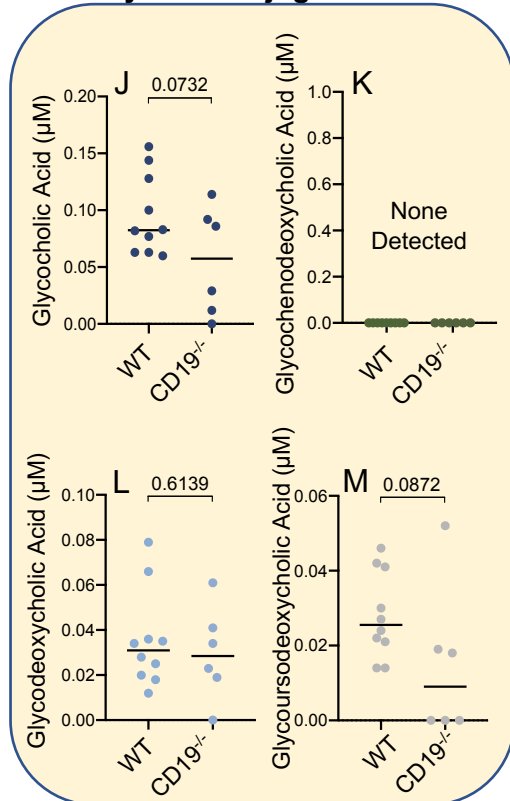 J
0.0732
Glycocholic Acid (µM)
0.20
0.15
0.10
0.05
0.00
WT
CD19-/-
K
Glycochenodeoxycholic Acid (µM)
1.0
0.8
0.6
0.4
0.2
0.0
None
Detected
WT
CD19-/-
L
0.6139
Glycodeoxycholic Acid (µM)
0.10
0.08
0.06
0.04
0.02
0.00
WT
CD19-/-
M
0.0872
Glycoursodeoxycholic Acid (µM)
0.06
0.04
0.02
0.00
WT
CD19-/-